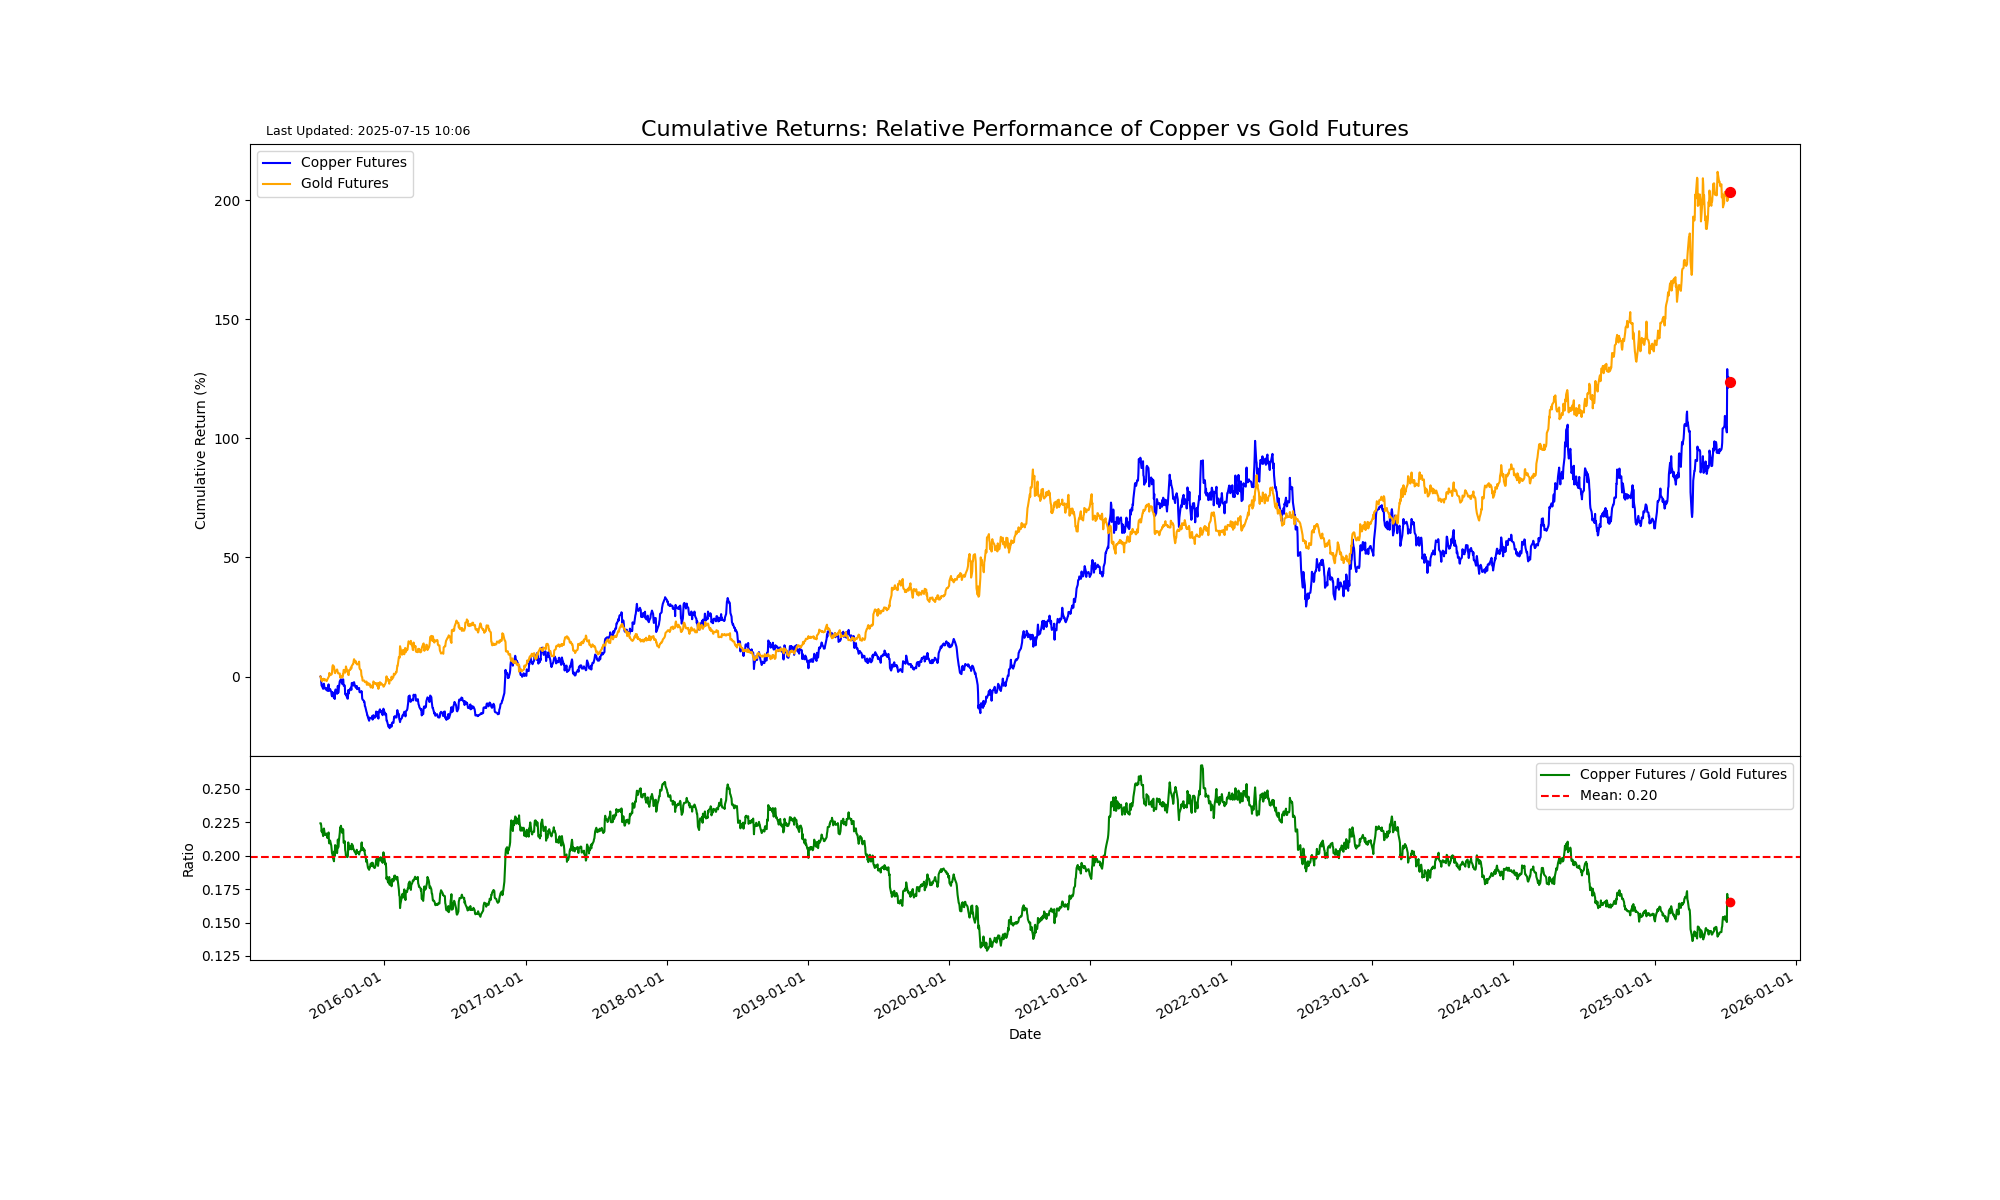 Last Updated: 2025-07-15 10:06
Cumulative Returns: Relative Performance of Copper vs Gold Futures
Copper Futures
Gold Futures
200
150
100
50
0
Cumulative Return (%)
Copper Futures / Gold Futures
Mean: 0.20
0.250
0.225
0.200
0.175
0.150
0.125
Ratio
2016-01-01
2017-01-01
2018-01-01
2019-01-01
2020-01-01
2021-01-01
2022-01-01
2023-01-01
2024-01-01
2025-01-01
2026-01-01
Date